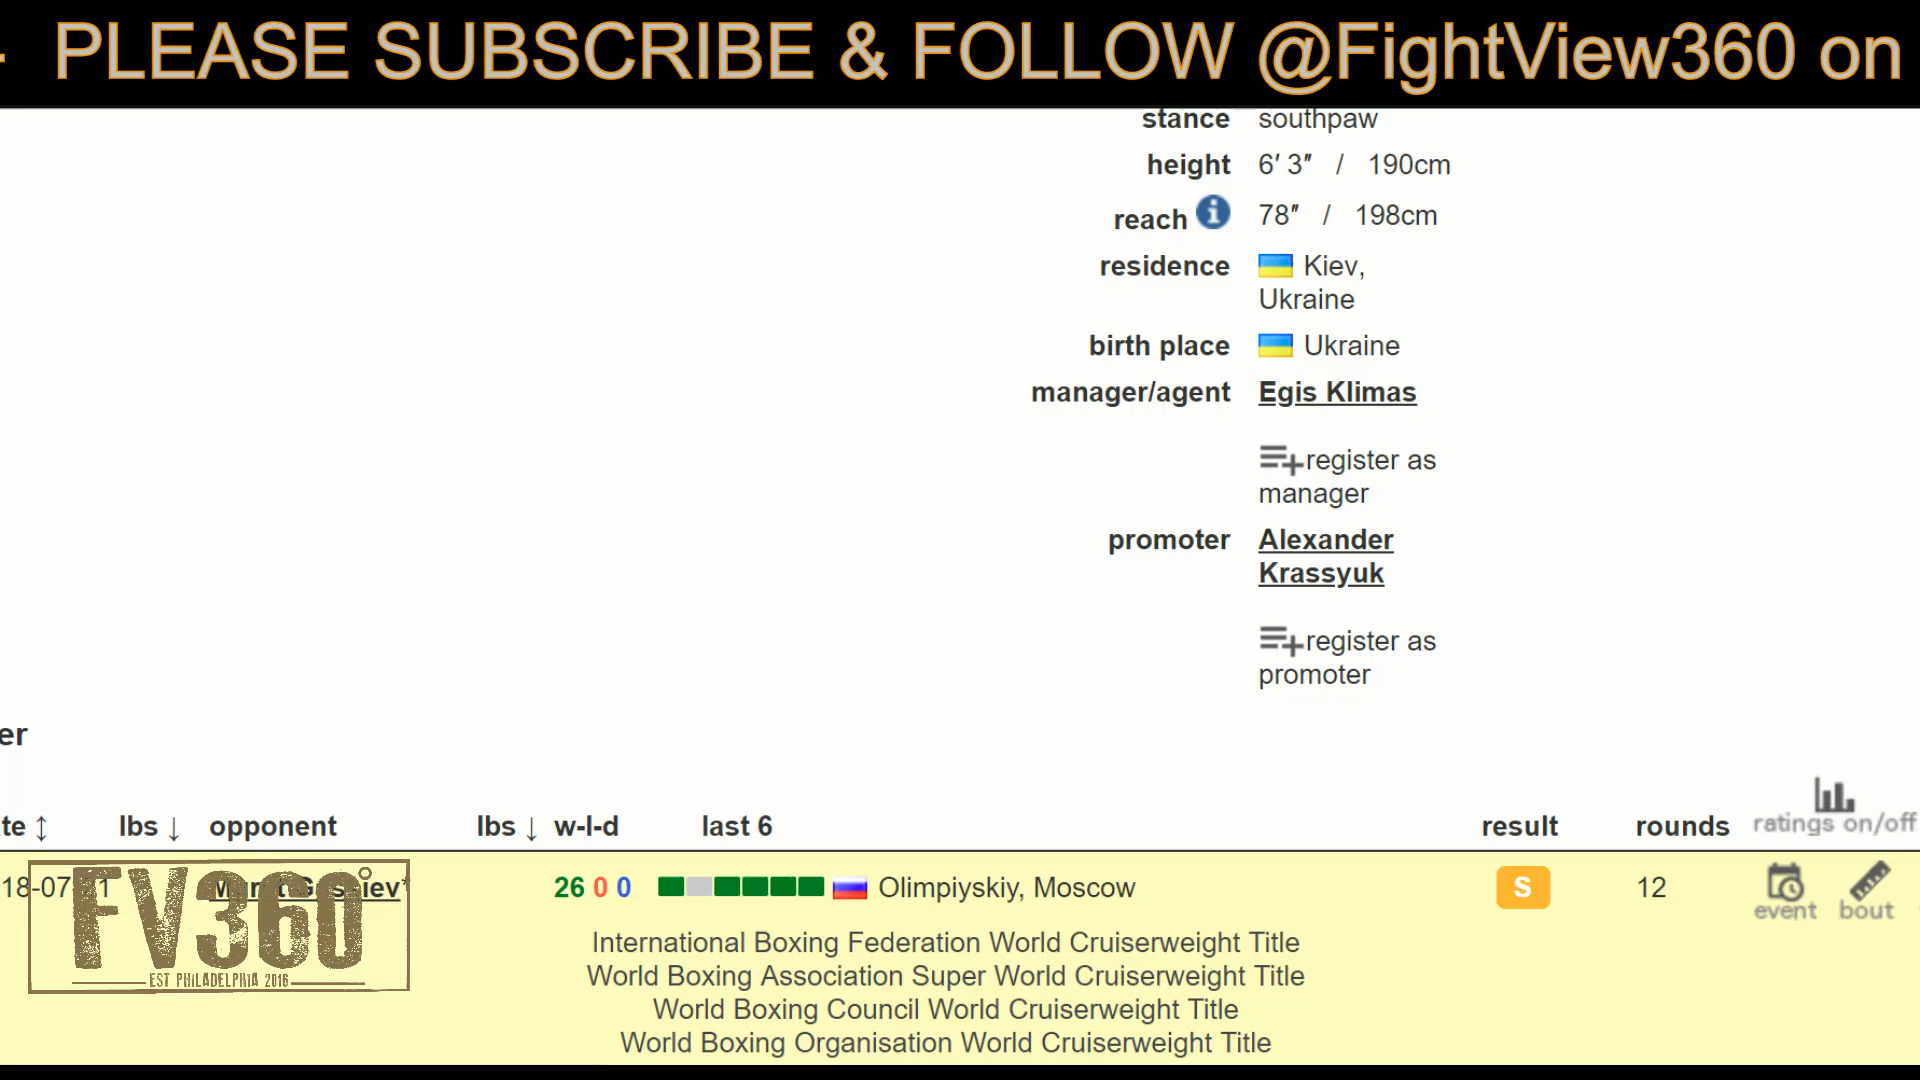 - PLEASE SUBSCRIBE & FOLLOW @FightView360 on
stance southpaw
height 6′ 3″ / 190cm
reach i 78″ / 198cm
residence Kiev,
Ukraine
birth place Ukraine
manager/agent Egis Klimas
register as
manager
promoter Alexander
Krassyuk
register as
promoter
er
te ↕ lbs ↓ opponent lbs ↓ w-l-d last 6 result rounds ratings on/off
18-07 26 0 0 Olimpiyskiy, Moscow S 12 event bout
FV360°
EST PHILADELPHIA 2016
International Boxing Federation World Cruiserweight Title
World Boxing Association Super World Cruiserweight Title
World Boxing Council World Cruiserweight Title
World Boxing Organisation World Cruiserweight Title